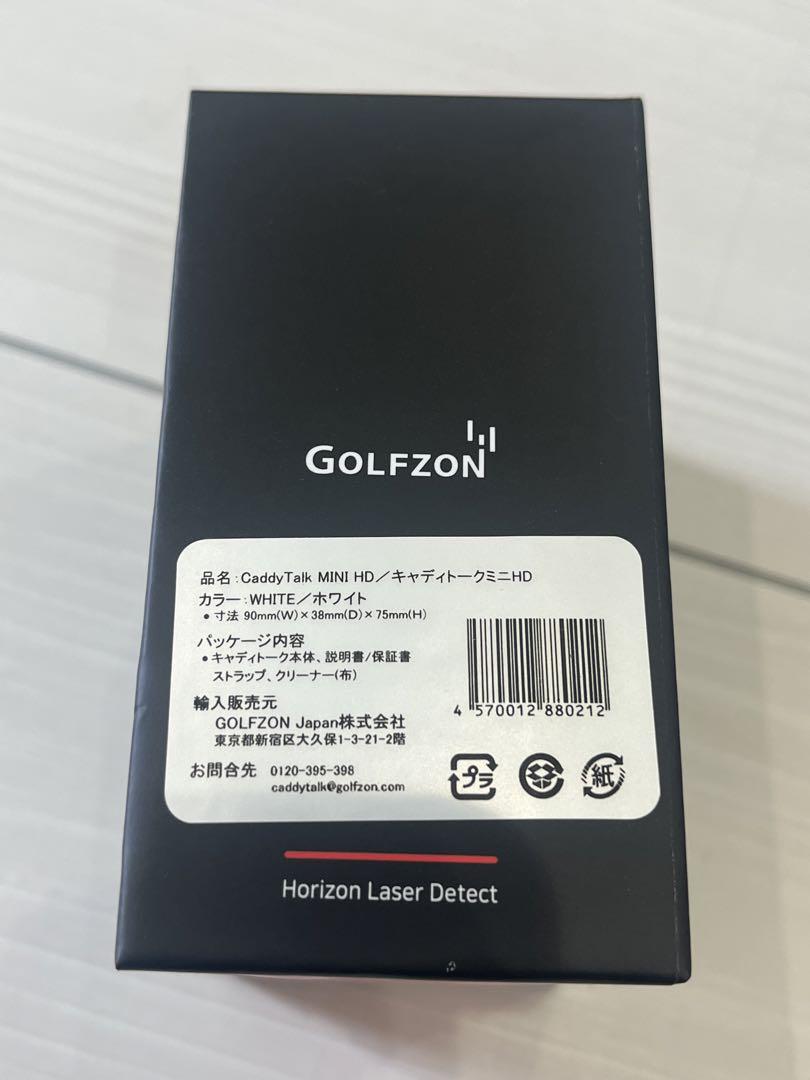 GOLFZON
品名:CaddyTalk MINI HD／キャディトークミニHD
カラー:WHITE／ホワイト
• 寸法 90mm(W)×38mm(D)×75mm(H)
パッケージ内容
• キャディトーク本体、説明書/保証書
ストラップ、クリーナー(布)
輸入販売元
GOLFZON Japan株式会社
東京都新宿区大久保1-3-21-2階
お問合先 0120-395-398
caddytalk@golfzon.com
4 570012 880212
プラ
紙
Horizon Laser Detect